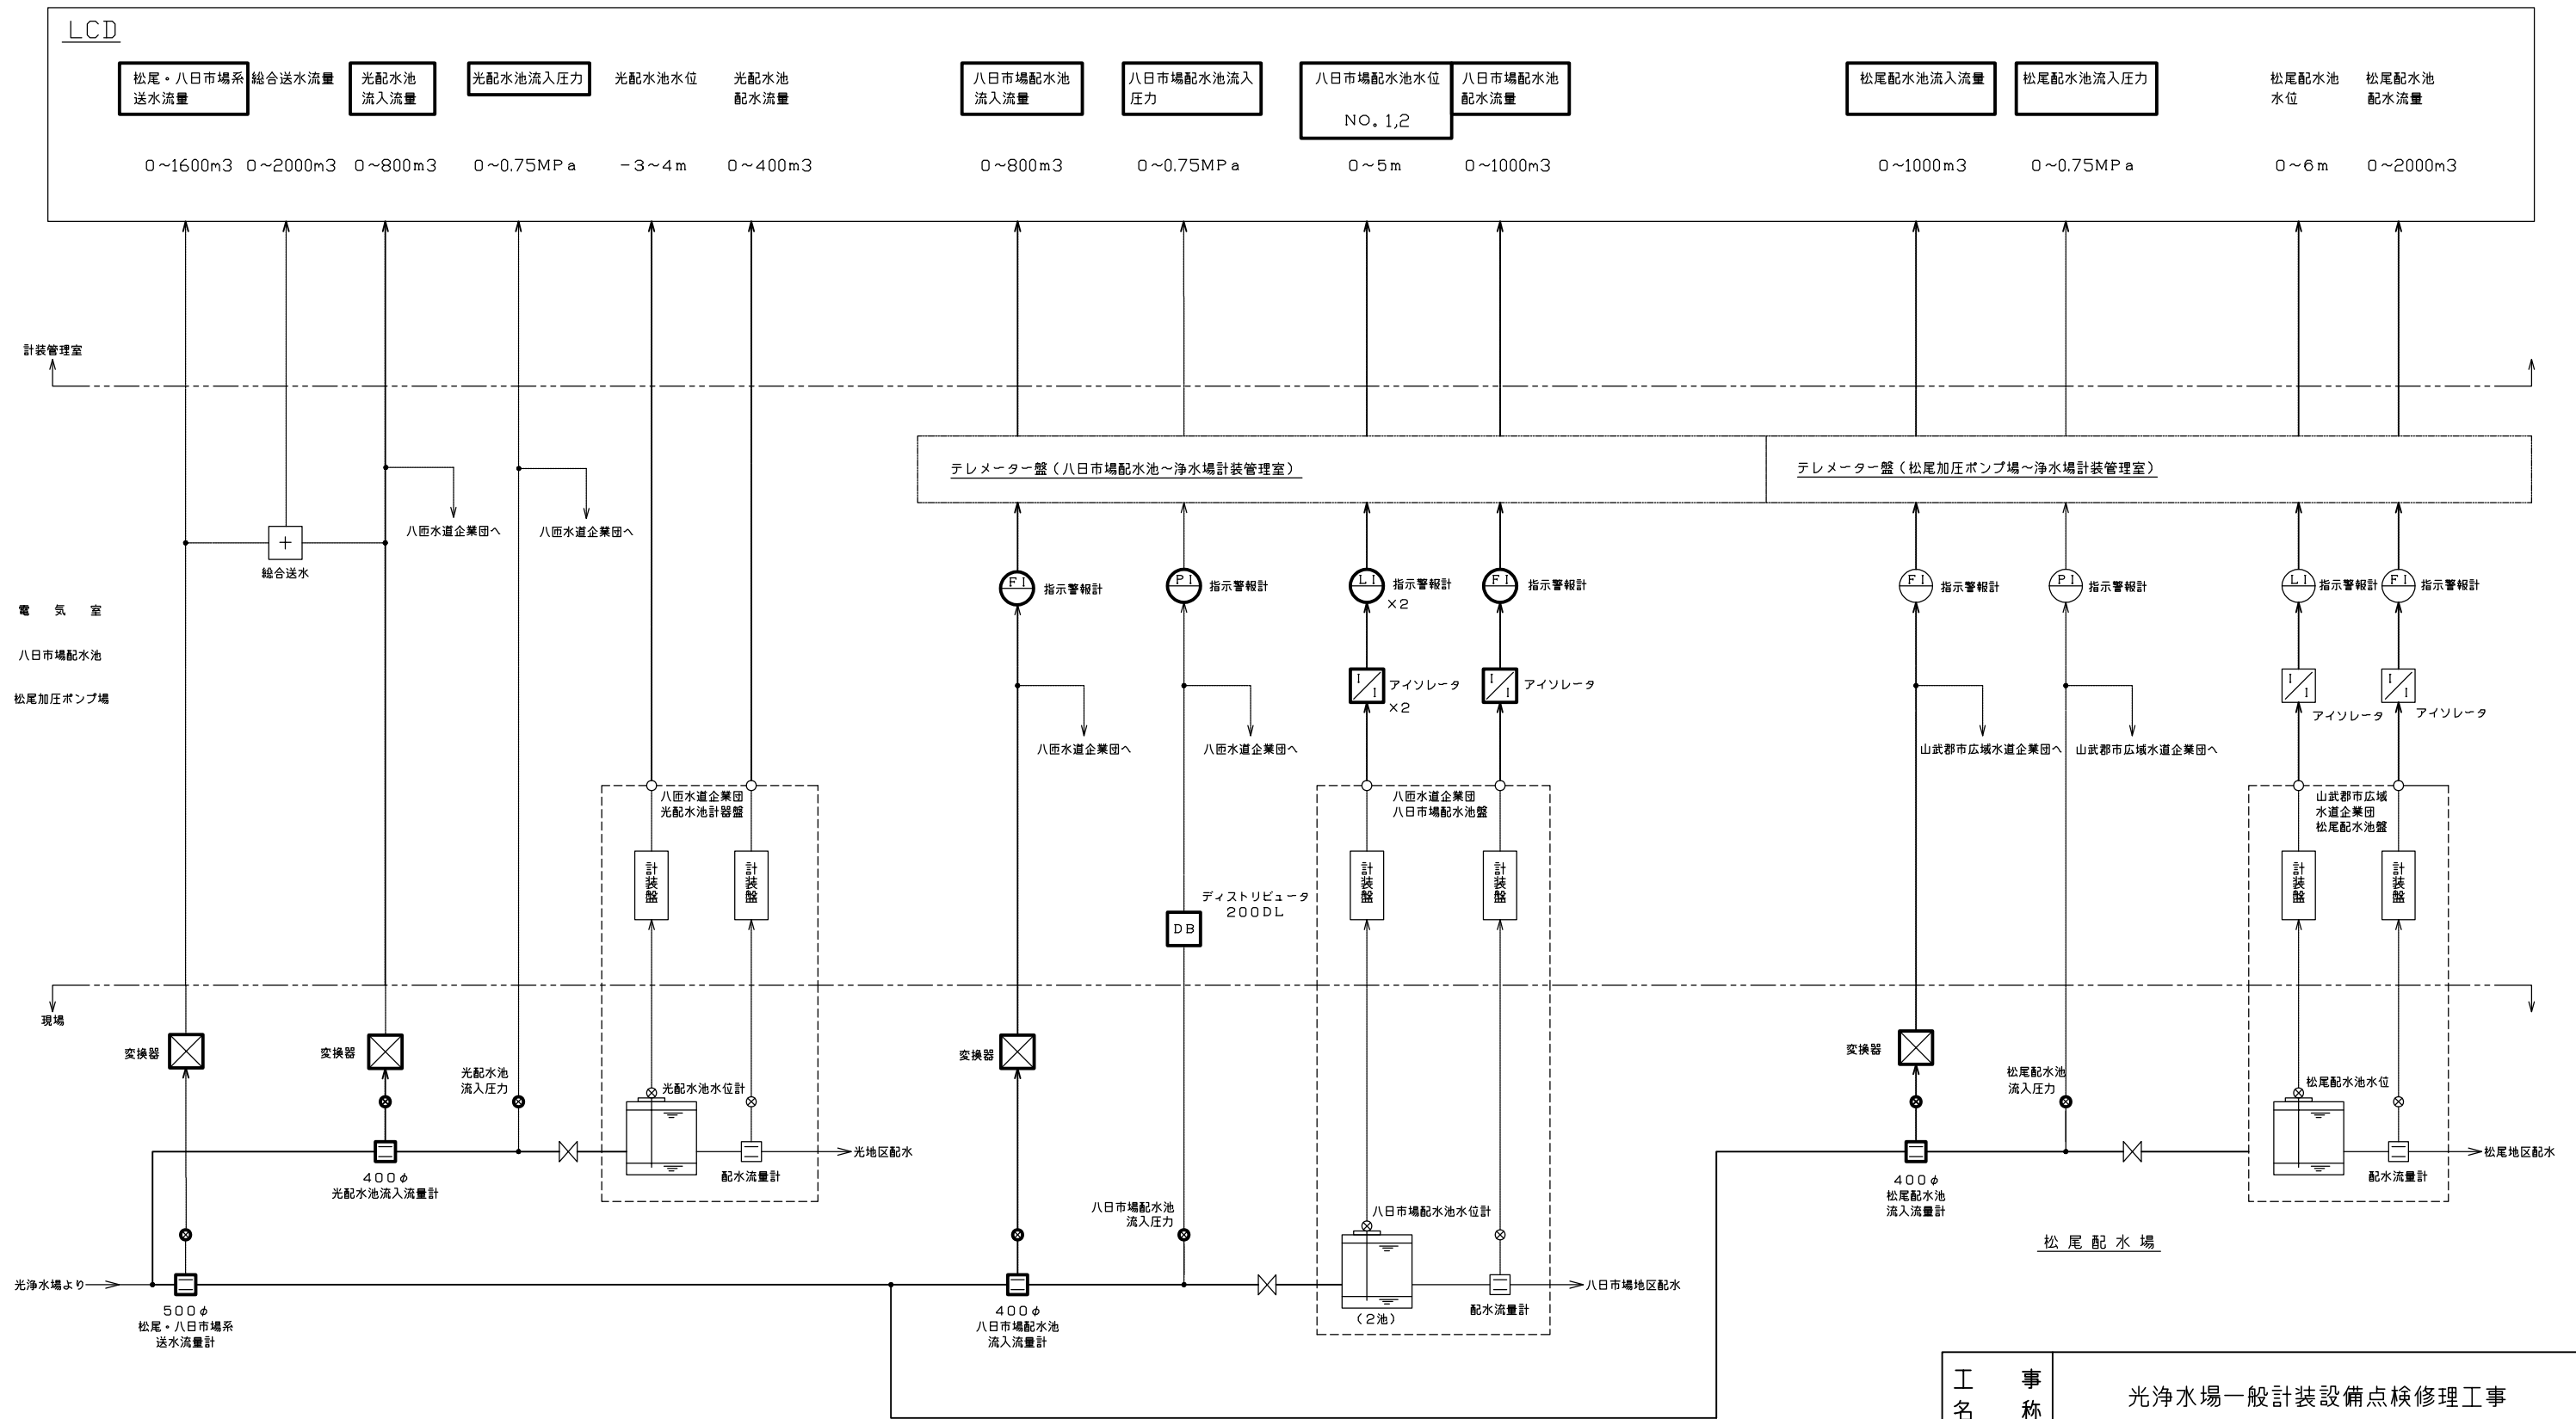 LCD
松尾・八日市場系
送水流量
総合送水流量
光配水池
流入流量
光配水池流入圧力
光配水池水位
光配水池
配水流量
八日市場配水池
流入流量
八日市場配水池流入
圧力
八日市場配水池水位
NO. 1,2
八日市場配水池
配水流量
松尾配水池流入流量
松尾配水池流入圧力
松尾配水池
水位
松尾配水池
配水流量
0～1600m3
0～2000m3
0～800m3
0～0.75MPa
-3～4m
0～400m3
0～800m3
0～0.75MPa
0～5m
0～1000m3
0～1000m3
0～0.75MPa
0～6m
0～2000m3
計装管理室
テレメーター盤（八日市場配水池～浄水場計装管理室）
テレメーター盤（松尾加圧ポンプ場～浄水場計装管理室）
八匝水道企業団へ
八匝水道企業団へ
+
総合送水
FI
指示警報計
PI
指示警報計
LI
指示警報計
×2
FI
指示警報計
FI
指示警報計
PI
指示警報計
LI
指示警報計
FI
指示警報計
電 気 室
八日市場配水池
松尾加圧ポンプ場
I/I
アイソレータ
×2
I/I
アイソレータ
I/I
アイソレータ
I/I
アイソレータ
八匝水道企業団へ
八匝水道企業団へ
山武郡市広域水道企業団へ
山武郡市広域水道企業団へ
八匝水道企業団
光配水池計器盤
八匝水道企業団
八日市場配水池盤
山武郡市広域
水道企業団
松尾配水池盤
計装盤
計装盤
計装盤
計装盤
計装盤
計装盤
ディストリビュータ
200DL
DB
現場
変換器
変換器
変換器
変換器
光配水池
流入圧力
光配水池水位計
松尾配水池
流入圧力
松尾配水池水位
光地区配水
松尾地区配水
400φ
光配水池流入流量計
配水流量計
400φ
松尾配水池
流入流量計
配水流量計
八日市場配水池
流入圧力
八日市場配水池水位計
松尾配水場
光浄水場より
八日市場地区配水
500φ
松尾・八日市場系
送水流量計
400φ
八日市場配水池
流入流量計
（2池）
配水流量計
工 事
名 称
光浄水場一般計装設備点検修理工事